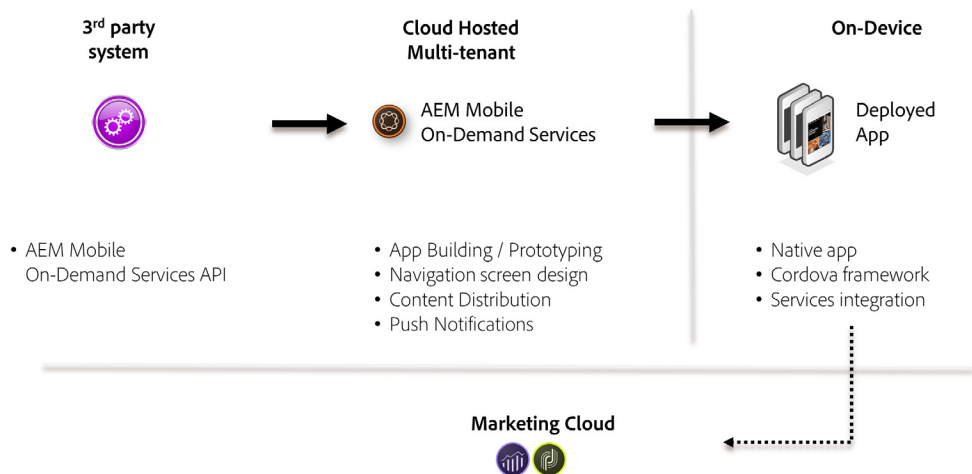 3rd party
system
Cloud Hosted
Multi-tenant
On-Device
AEM Mobile
On-Demand Services
Deployed
App
• AEM Mobile
On-Demand Services API
• App Building / Prototyping
• Navigation screen design
• Content Distribution
• Push Notifications
• Native app
• Cordova framework
• Services integration
Marketing Cloud